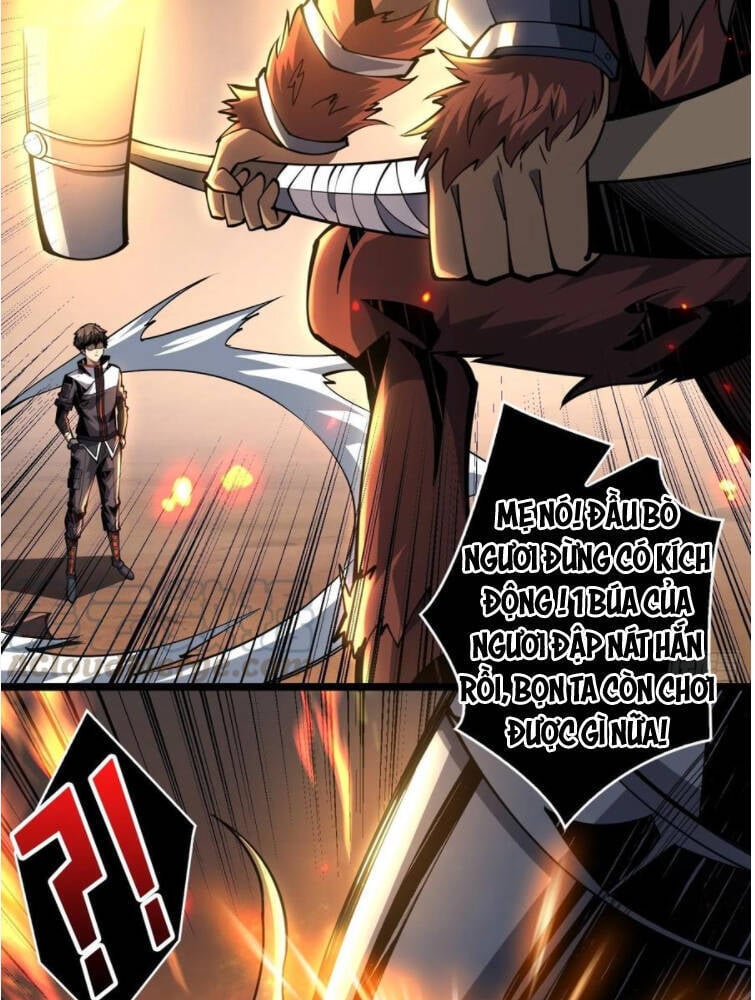 MẸ NÓ! ĐẦU BÒ
NGƯƠI ĐỪNG CÓ KÍCH
ĐỘNG! 1 BÚA CỦA
NGƯƠI ĐẬP NÁT HẮN
RỒI, BỌN TA CÒN CHƠI
ĐƯỢC GÌ NỮA!
?!